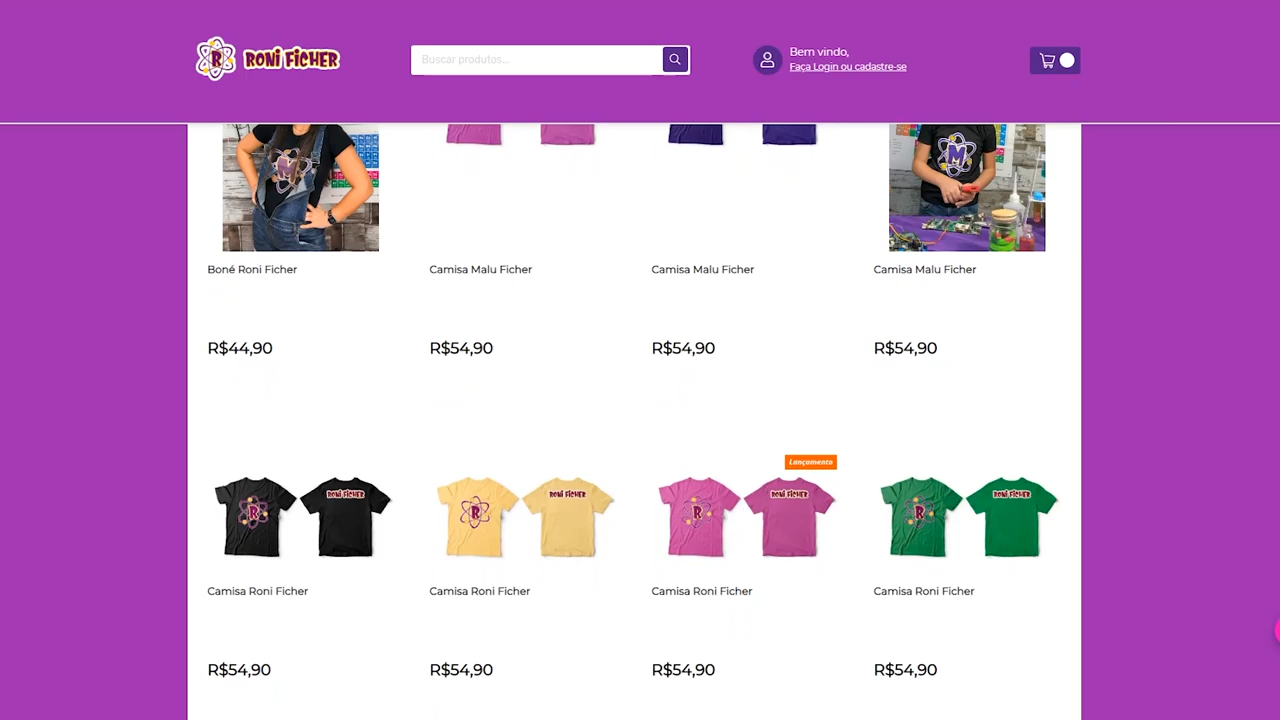 R RONI FICHER
Buscar produtos...
Bem vindo,
Faça Login ou cadastre-se
M
M
Boné Roni Ficher
Camisa Malu Ficher
Camisa Malu Ficher
Camisa Malu Ficher
R$44,90
R$54,90
R$54,90
R$54,90
Lançamento
R
RONI FICHER
R
RONI FICHER
R
RONI FICHER
R
RONI FICHER
Camisa Roni Ficher
Camisa Roni Ficher
Camisa Roni Ficher
Camisa Roni Ficher
R$54,90
R$54,90
R$54,90
R$54,90